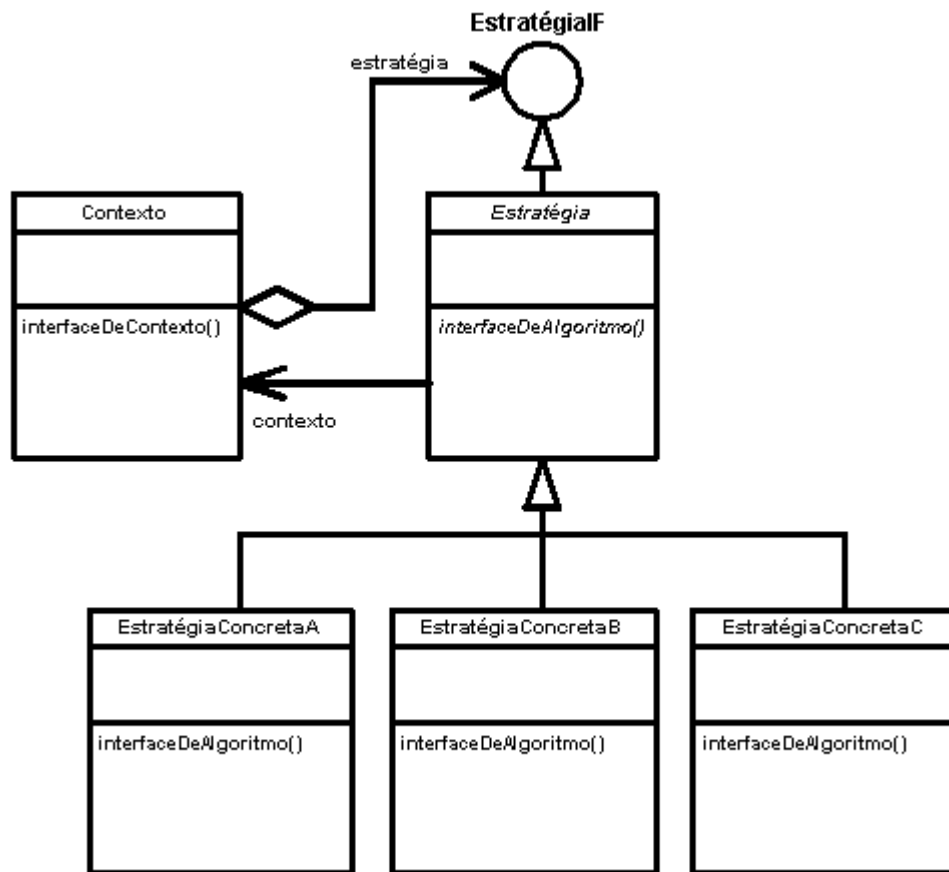 EstratégiaIF
estratégia
Contexto
Estratégia
interfaceDeContexto()
interfaceDeAlgoritmo()
contexto
EstratégiaConcretaA
EstratégiaConcretaB
EstratégiaConcretaC
interfaceDeAlgoritmo()
interfaceDeAlgoritmo()
interfaceDeAlgoritmo()